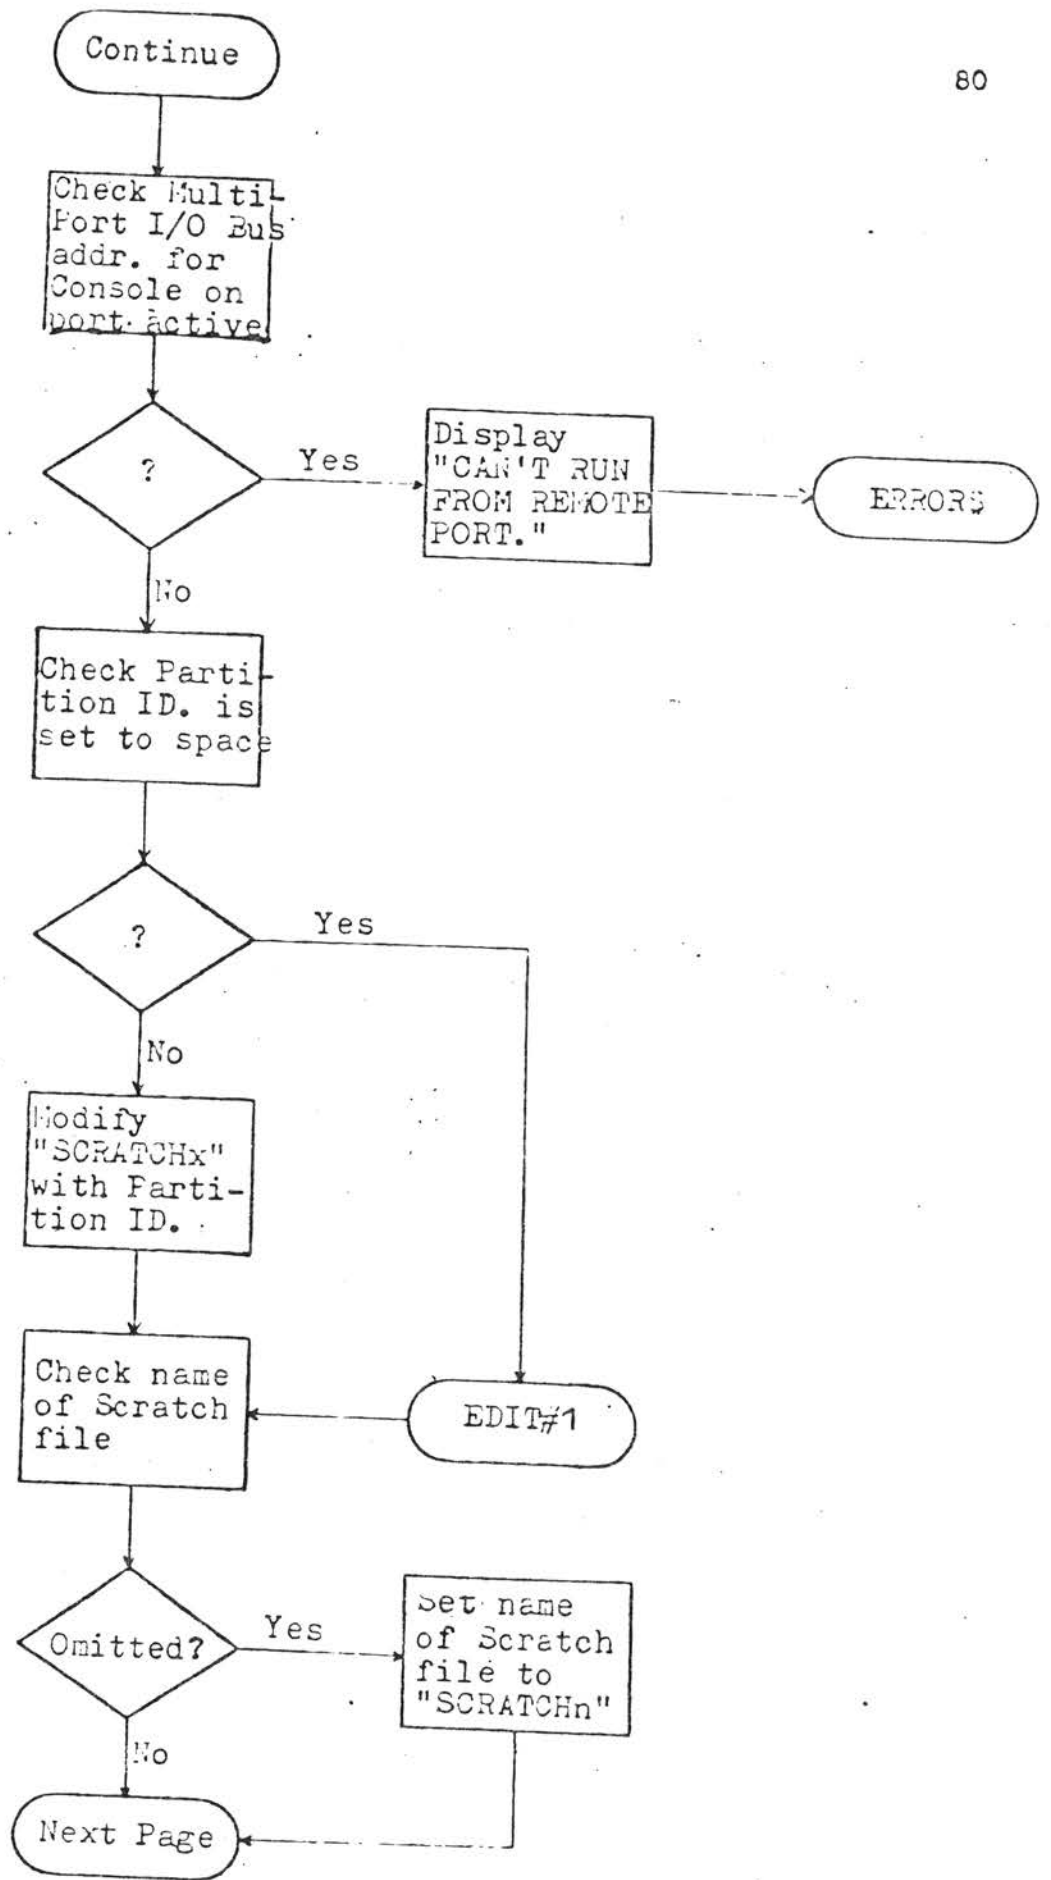 Continue
80
Check Multi-
Port I/O Bus
addr. for
Console on
port active
?
Yes
Display
"CAN'T RUN
FROM REMOTE
PORT."
ERROR$
No
Check Parti-
tion ID. is
set to space
?
Yes
No
Modify
"SCRATCHx"
with Parti-
tion ID.
Check name
of Scratch
file
EDIT#1
Omitted?
Yes
Set name
of Scratch
file to
"SCRATCHn"
No
Next Page